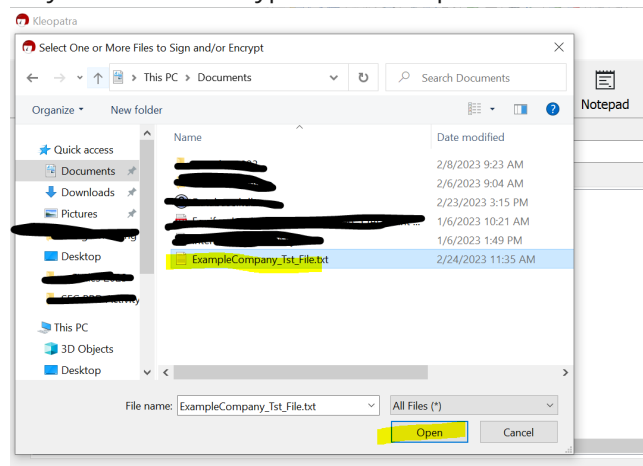 Kleopatra
Select One or More Files to Sign and/or Encrypt
This PC > Documents
Search Documents
Notepad
Organize
New folder
Name
Date modified
Quick access
Documents
Downloads
Pictures
Desktop
This PC
3D Objects
Desktop
2/8/2023 9:23 AM
2/6/2023 9:04 AM
2/23/2023 3:15 PM
1/6/2023 10:21 AM
1/6/2023 1:49 PM
ExampleCompany_Tst_File.txt 2/24/2023 11:35 AM
File name: ExampleCompany_Tst_File.txt
All Files (*)
Open
Cancel